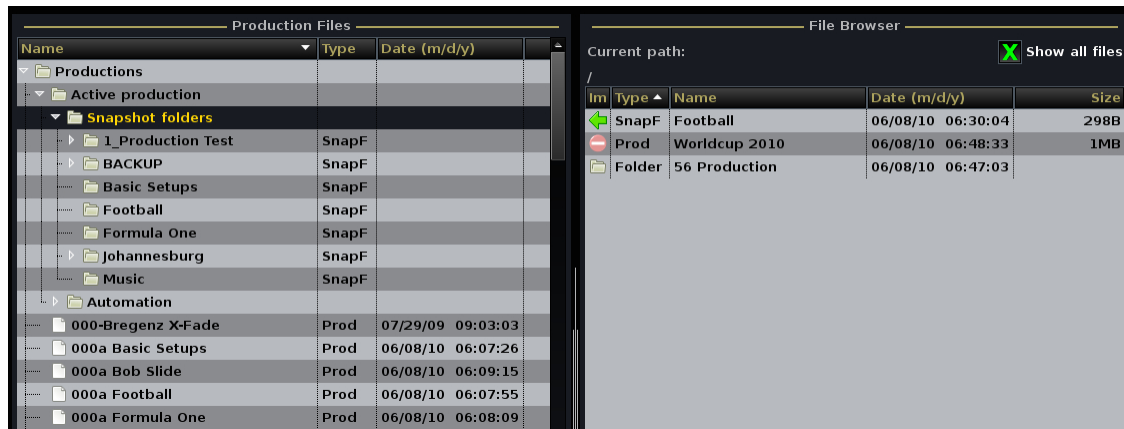 Production Files
Name Type Date (m/d/y)
Productions
Active production
Snapshot folders
1_Production Test SnapF
BACKUP SnapF
Basic Setups SnapF
Football SnapF
Formula One SnapF
Johannesburg SnapF
Music SnapF
Automation
000-Bregenz X-Fade Prod 07/29/09 09:03:03
000a Basic Setups Prod 06/08/10 06:07:26
000a Bob Slide Prod 06/08/10 06:09:15
000a Football Prod 06/08/10 06:07:55
000a Formula One Prod 06/08/10 06:08:09
File Browser
Current path: X Show all files
/
Im Type Name Date (m/d/y) Size
SnapF Football 06/08/10 06:30:04 298B
Prod Worldcup 2010 06/08/10 06:48:33 1MB
Folder 56 Production 06/08/10 06:47:03